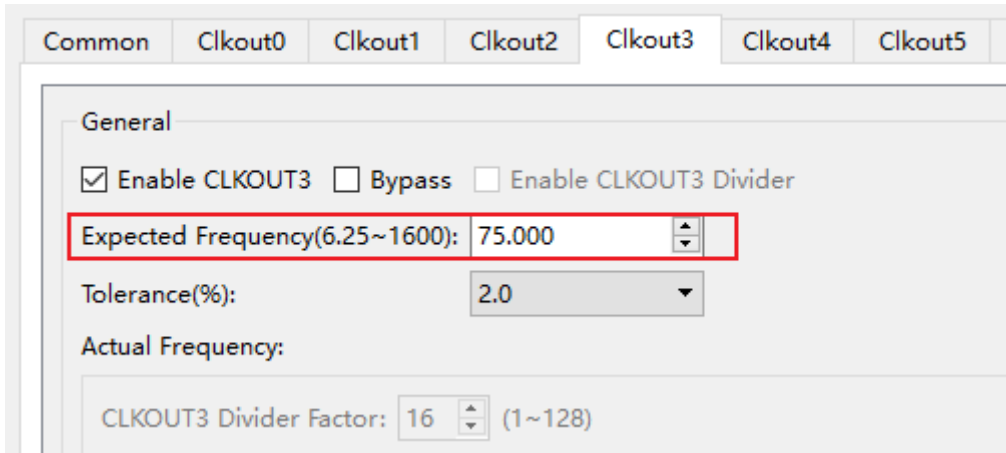 Common Clkout0 Clkout1 Clkout2 Clkout3 Clkout4 Clkout5
General
Enable CLKOUT3 Bypass Enable CLKOUT3 Divider
Expected Frequency(6.25~1600): 75.000
Tolerance(%): 2.0
Actual Frequency:
CLKOUT3 Divider Factor: 16 (1~128)